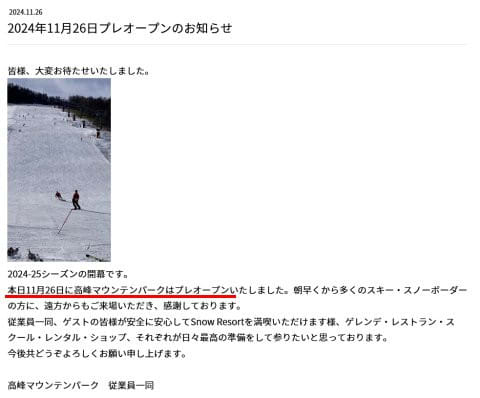 2024.11.26
2024年11月26日プレオープンのお知らせ
皆様、大変お待たせいたしました。
2024-25シーズンの開幕です。
本日11月26日に高峰マウンテンパークはプレオープンいたしました。朝早くから多くのスキー・スノーボーダー
の方に、遠方からもご来場いただき、感謝しております。
従業員一同、ゲストの皆様が安全に安心してSnow Resortを満喫いただけます様、ゲレンデ・レストラン・ス
クール・レンタル・ショップ、それぞれが日々最高の準備をして参りたいと思っております。
今後共どうぞよろしくお願い申し上げます。
高峰マウンテンパーク　従業員一同